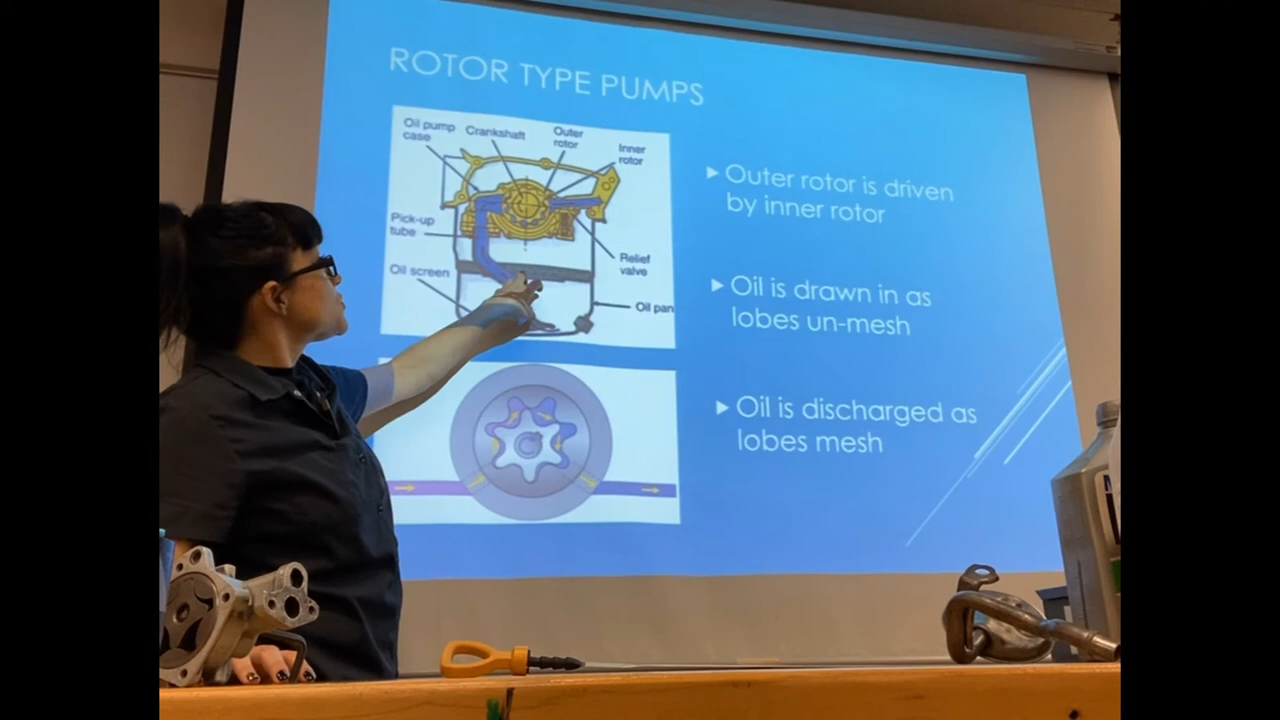 ROTOR TYPE PUMPS
Oil pump
case
Crankshaft
Outer
rotor
Inner
rotor
Pick-up
tube
Oil screen
Relief
valve
Oil pan
Outer rotor is driven
by inner rotor
Oil is drawn in as
lobes un-mesh
Oil is discharged as
lobes mesh